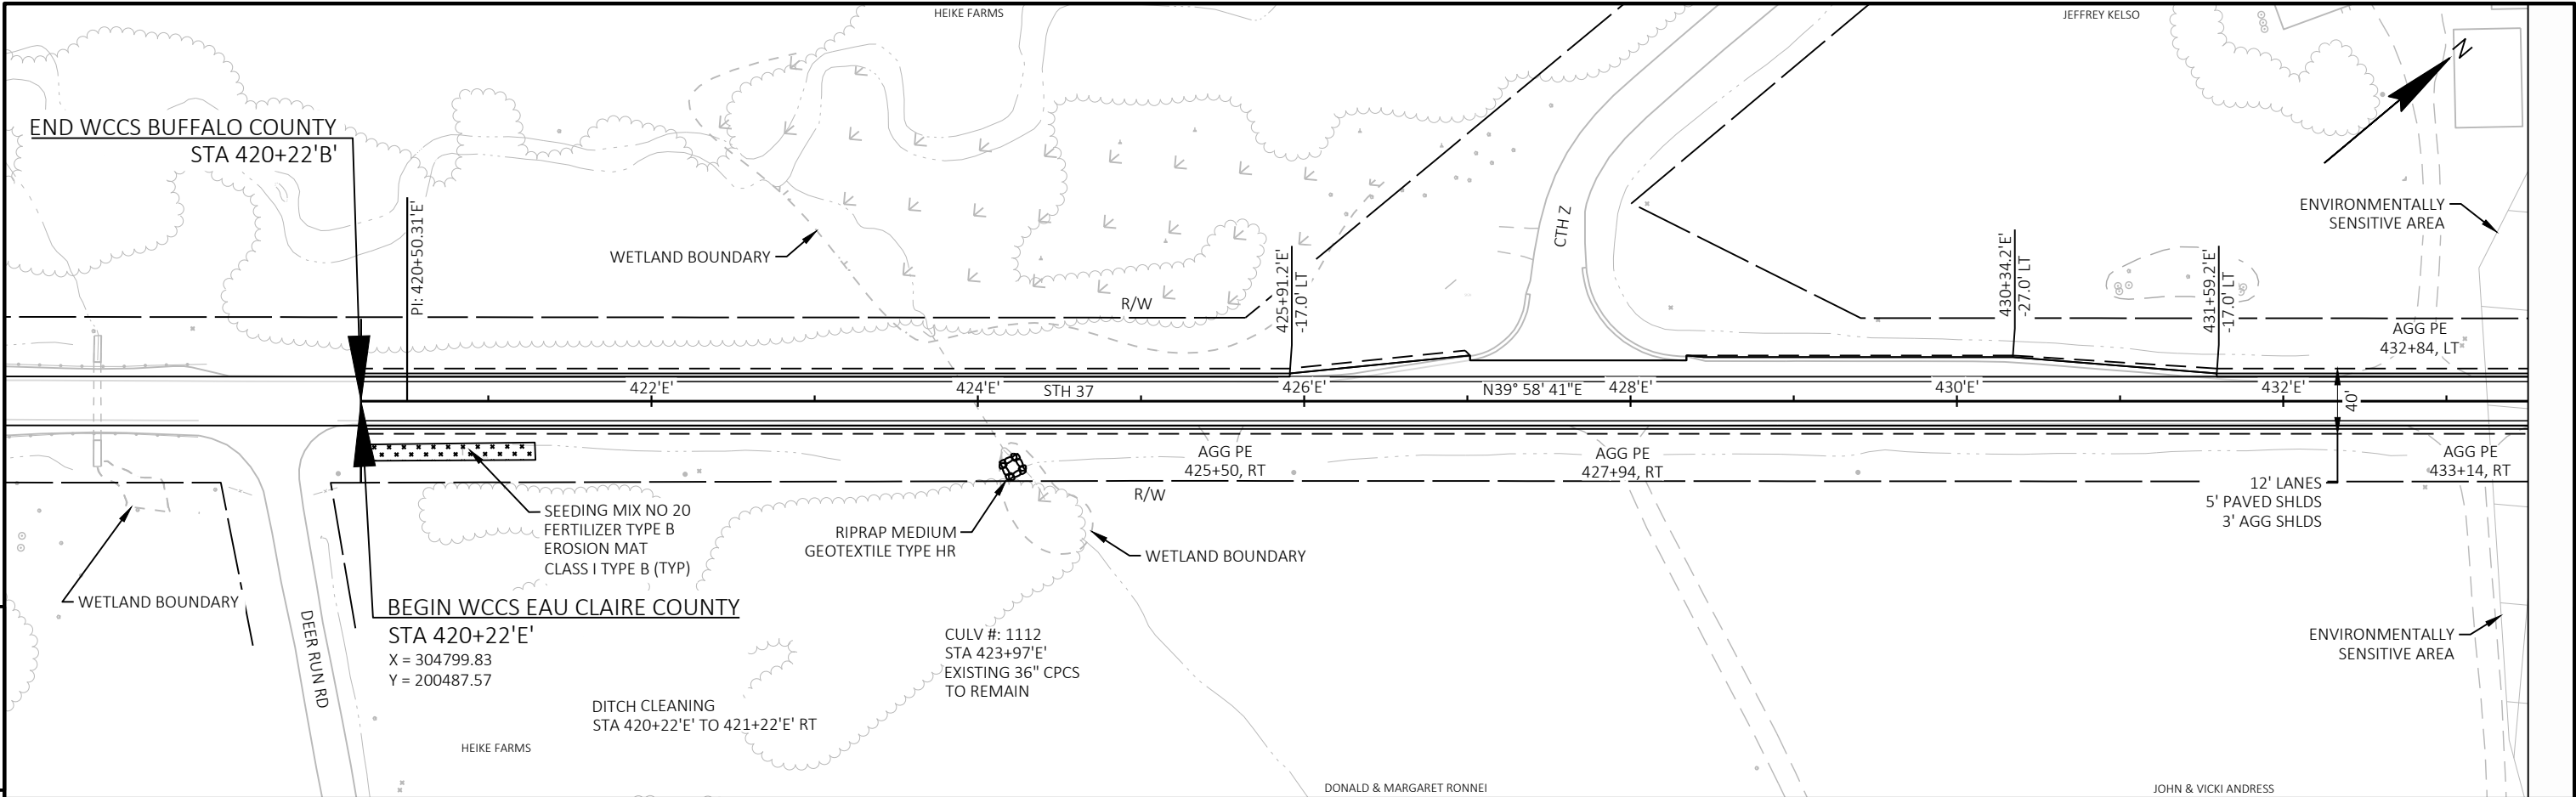 HEIKE FARMS
JEFFREY KELSO
N
END WCCS BUFFALO COUNTY
STA 420+22'B'
PI: 420+50.31'E'
WETLAND BOUNDARY
R/W
425+91.2'E'
-17.0' LT
CTH Z
430+34.2'E'
-27.0' LT
431+59.2'E'
-17.0' LT
ENVIRONMENTALLY
SENSITIVE AREA
AGG PE
432+84, LT
422'E'
424'E'
STH 37
426'E'
N39° 58' 41"E
428'E'
430'E'
432'E'
40'
AGG PE
425+50, RT
AGG PE
427+94, RT
AGG PE
433+14, RT
R/W
12' LANES
5' PAVED SHLDS
3' AGG SHLDS
SEEDING MIX NO 20
FERTILIZER TYPE B
EROSION MAT
CLASS I TYPE B (TYP)
RIPRAP MEDIUM
GEOTEXTILE TYPE HR
WETLAND BOUNDARY
WETLAND BOUNDARY
DEER RUN RD
BEGIN WCCS EAU CLAIRE COUNTY
STA 420+22'E'
X = 304799.83
Y = 200487.57
CULV #: 1112
STA 423+97'E'
EXISTING 36" CPCS
TO REMAIN
ENVIRONMENTALLY
SENSITIVE AREA
DITCH CLEANING
STA 420+22'E' TO 421+22'E' RT
HEIKE FARMS
DONALD & MARGARET RONNEI
JOHN & VICKI ANDRESS